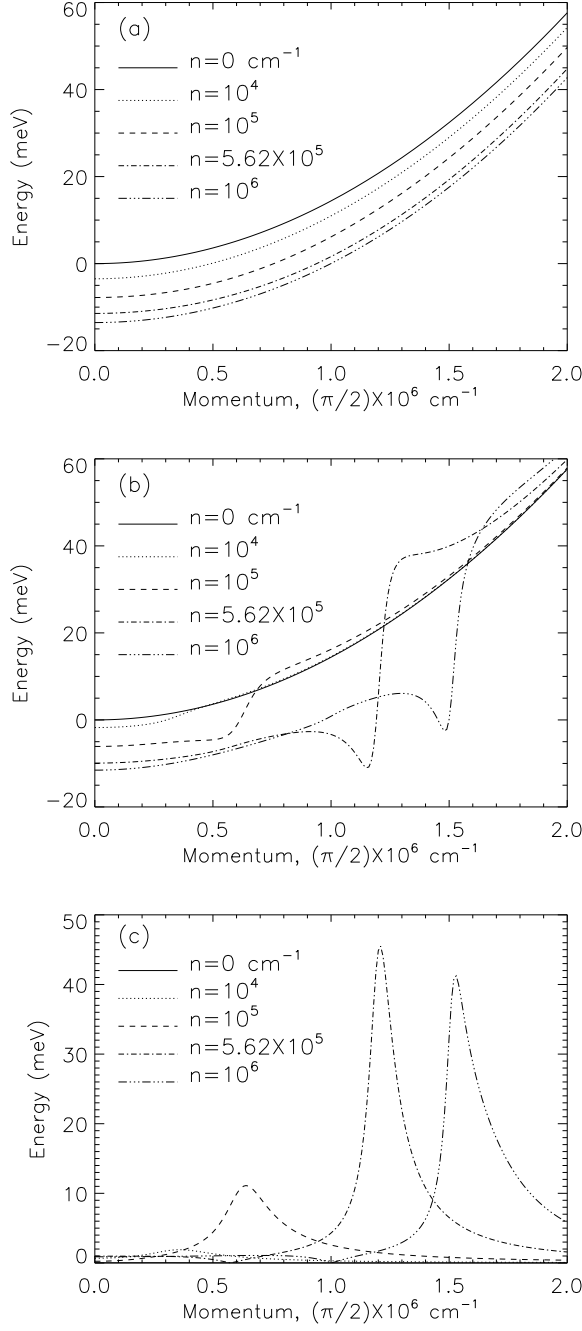 60
(a)
n=0 cm⁻¹
n=10⁴
40
n=10⁵
n=5.62X10⁵
20
n=10⁶
0
−20
Energy (meV)
0.0 0.5 1.0 1.5 2.0
Momentum, (π/2)X10⁶ cm⁻¹
60
(b)
n=0 cm⁻¹
n=10⁴
40
n=10⁵
n=5.62X10⁵
20
n=10⁶
0
−20
Energy (meV)
0.0 0.5 1.0 1.5 2.0
Momentum, (π/2)X10⁶ cm⁻¹
50
(c)
n=0 cm⁻¹
n=10⁴
40
n=10⁵
n=5.62X10⁵
30
n=10⁶
20
10
0
Energy (meV)
0.0 0.5 1.0 1.5 2.0
Momentum, (π/2)X10⁶ cm⁻¹